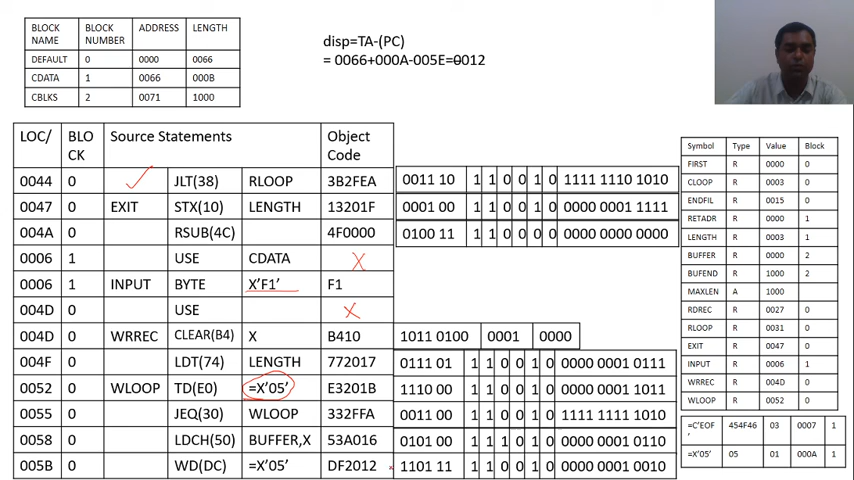 BLOCK NAME BLOCK NUMBER ADDRESS LENGTH
DEFAULT 0 0000 0066
CDATA 1 0066 000B
CBLKS 2 0071 1000
disp=TA-(PC)
= 0066+000A-005E=0012
LOC/ BLO CK Source Statements Object Code
0044 0 JLT(38) RLOOP 3B2FEA 0011 10 1 1 0 0 1 0 1111 1110 1010
0047 0 EXIT STX(10) LENGTH 13201F 0001 00 1 1 0 0 1 0 0000 0001 1111
004A 0 RSUB(4C) 4F0000 0100 11 1 1 0 0 0 0 0000 0000 0000
0006 1 USE CDATA
0006 1 INPUT BYTE X’F1’ F1
004D 0 USE
004D 0 WRREC CLEAR(B4) X B410 1011 0100 0001 0000
004F 0 LDT(74) LENGTH 772017 0111 01 1 1 0 0 1 0 0000 0001 0111
0052 0 WLOOP TD(E0) =X’05’ E3201B 1110 00 1 1 0 0 1 0 0000 0001 1011
0055 0 JEQ(30) WLOOP 332FFA 0011 00 1 1 0 0 1 0 1111 1111 1010
0058 0 LDCH(50) BUFFER,X 53A016 0101 00 1 1 1 0 1 0 0000 0001 0110
005B 0 WD(DC) =X’05’ DF2012 1101 11 1 1 0 0 1 0 0000 0001 0010
Symbol Type Value Block
FIRST R 0000 0
CLOOP R 0003 0
ENDFIL R 0015 0
RETADR R 0000 1
LENGTH R 0003 1
BUFFER R 0000 2
BUFEND R 1000 2
MAXLEN A 1000
RDREC R 0027 0
RLOOP R 0031 0
EXIT R 0047 0
INPUT R 0006 1
WRREC R 004D 0
WLOOP R 0052 0
=C’EOF ’ 454F46 03 0007 1
=X’05’ 05 01 000A 1